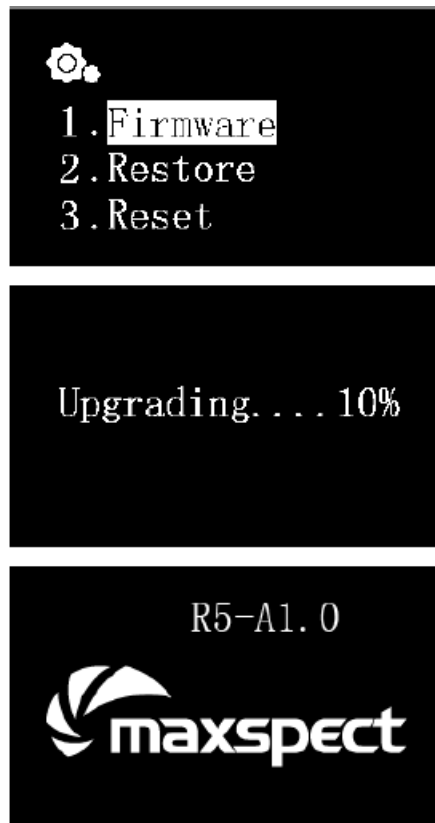 1.Firmware
2.Restore
3.Reset
Upgrading....10%
R5-A1.0
maxspect